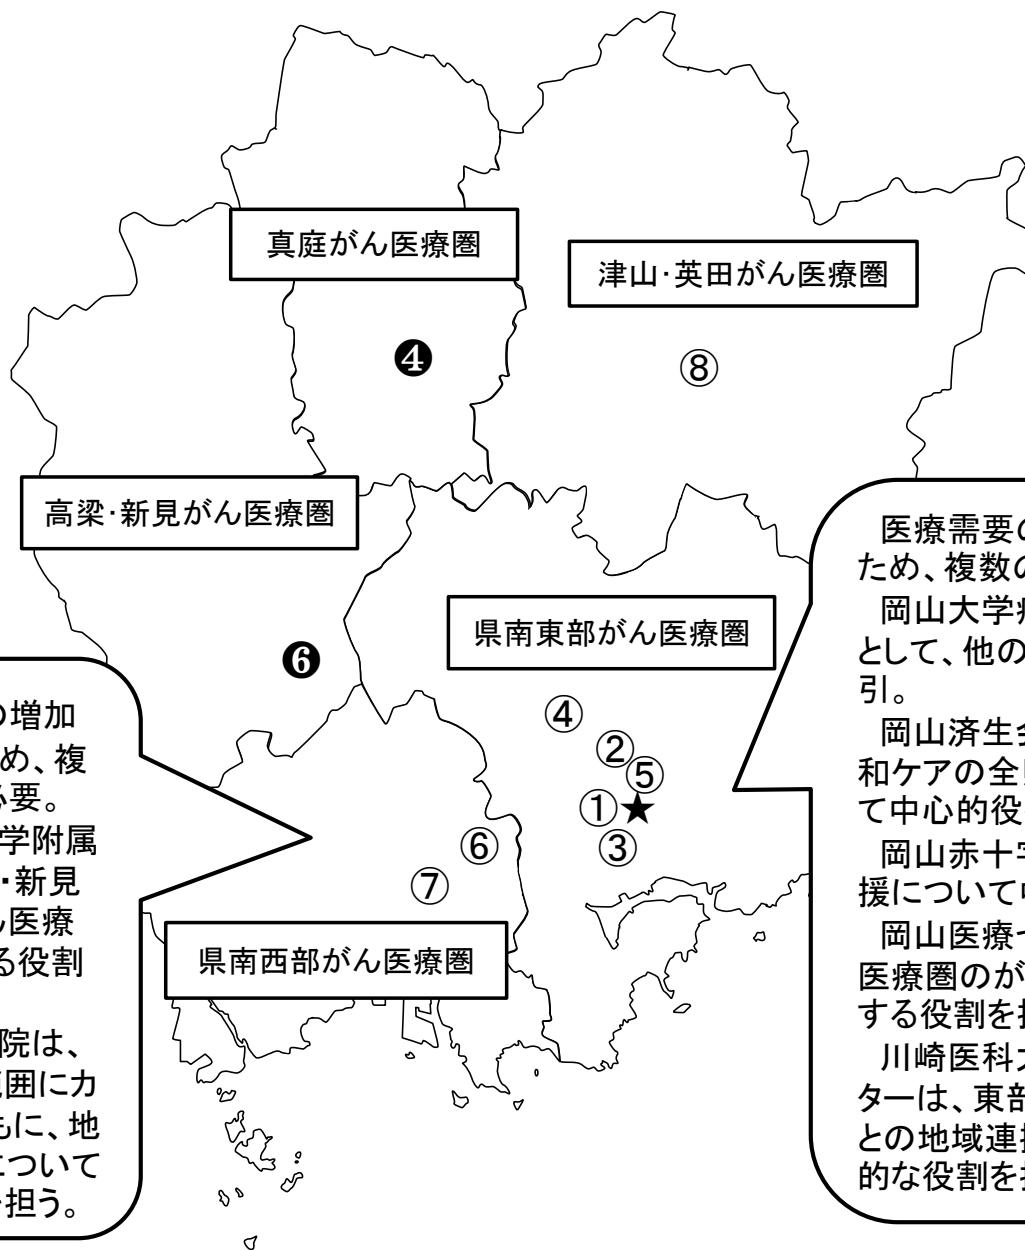 真庭がん医療圏
津山・英田がん医療圏
❹
⑧
高梁・新見がん医療圏
県南東部がん医療圏
❻
④
②
⑤
①★
③
⑥
⑦
県南西部がん医療圏
の増加
め、複
必要。
学附属
・新見
ん医療
る役割
院は、
範囲にカ
もに、地
について
を担う。
医療需要の
ため、複数の
岡山大学病
として、他の
引。
岡山済生会
和ケアの全
て中心的役
岡山赤十字
援について
岡山医療セ
医療圏のが
する役割を担
川崎医科大
ターは、東部
との地域連携
的な役割を担